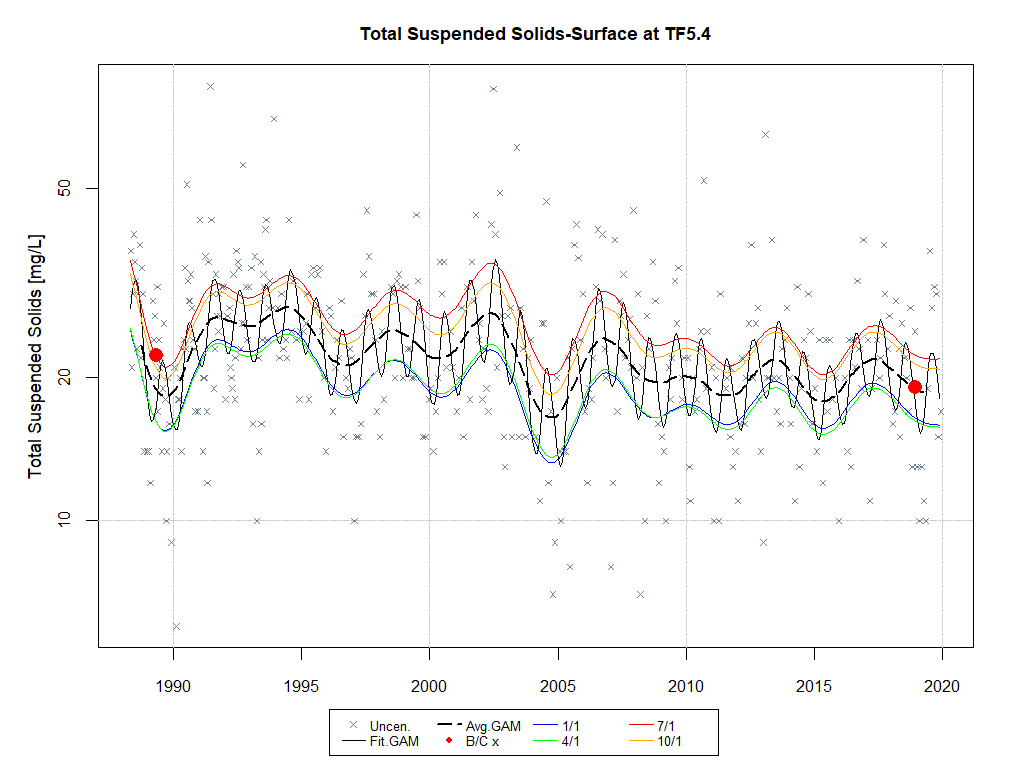 Total Suspended Solids-Surface at TF5.4
Total Suspended Solids [mg/L]
50
20
10
1990 1995 2000 2005 2010 2015 2020
Uncen. Avg.GAM 1/1 7/1
Fit.GAM B/C x 4/1 10/1